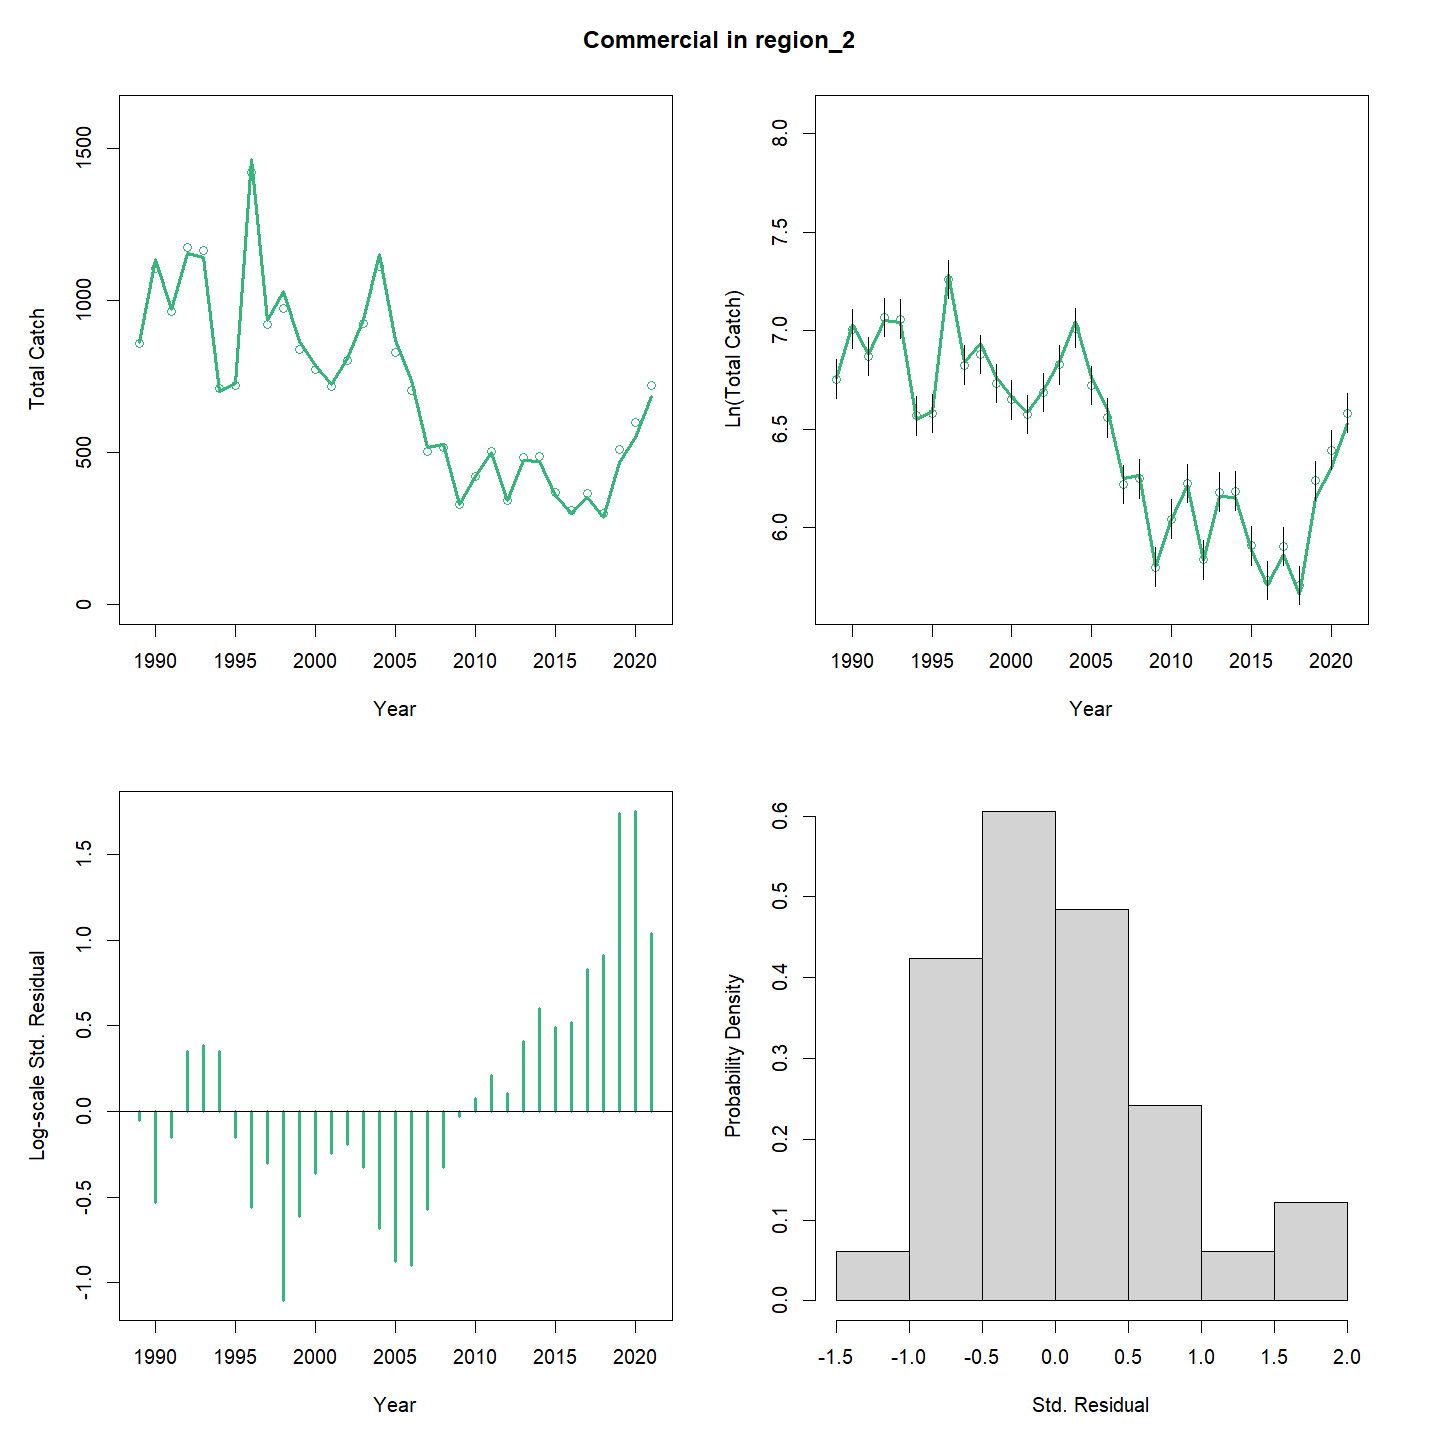 Commercial in region_2
Total Catch
1500
1000
500
0
1990 1995 2000 2005 2010 2015 2020
Year
Ln(Total Catch)
8.0
7.5
7.0
6.5
6.0
1990 1995 2000 2005 2010 2015 2020
Year
Log-scale Std. Residual
1.5
1.0
0.5
0.0
-0.5
-1.0
1990 1995 2000 2005 2010 2015 2020
Year
Probability Density
0.6
0.5
0.4
0.3
0.2
0.1
0.0
-1.5 -1.0 -0.5 0.0 0.5 1.0 1.5 2.0
Std. Residual